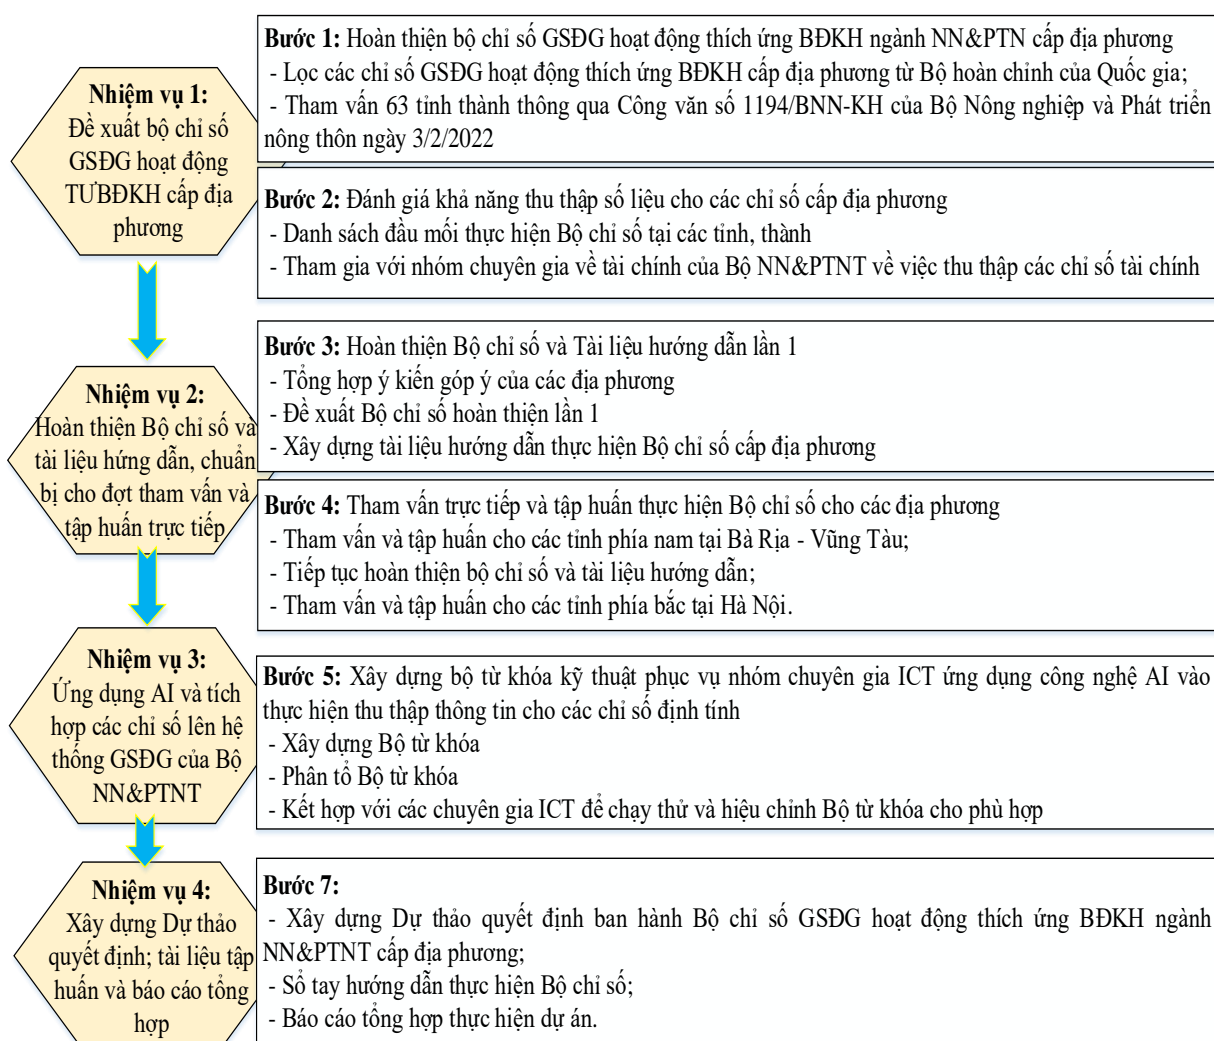 Nhiệm vụ 1:
Đề xuất bộ chỉ số
GSĐG hoạt động
TƯBĐKH cấp địa
phương
Bước 1: Hoàn thiện bộ chỉ số GSĐG hoạt động thích ứng BĐKH ngành NN&PTN cấp địa phương
- Lọc các chỉ số GSĐG hoạt động thích ứng BĐKH cấp địa phương từ Bộ hoàn chỉnh của Quốc gia;
- Tham vấn 63 tỉnh thành thông qua Công văn số 1194/BNN-KH của Bộ Nông nghiệp và Phát triển
nông thôn ngày 3/2/2022
Bước 2: Đánh giá khả năng thu thập số liệu cho các chỉ số cấp địa phương
- Danh sách đầu mối thực hiện Bộ chỉ số tại các tỉnh, thành
- Tham gia với nhóm chuyên gia về tài chính của Bộ NN&PTNT về việc thu thập các chỉ số tài chính
Nhiệm vụ 2:
Hoàn thiện Bộ chỉ số và
tài liệu hứng dẫn, chuẩn
bị cho đợt tham vấn và
tập huấn trực tiếp
Bước 3: Hoàn thiện Bộ chỉ số và Tài liệu hướng dẫn lần 1
- Tổng hợp ý kiến góp ý của các địa phương
- Đề xuất Bộ chỉ số hoàn thiện lần 1
- Xây dựng tài liệu hướng dẫn thực hiện Bộ chỉ số cấp địa phương
Bước 4: Tham vấn trực tiếp và tập huấn thực hiện Bộ chỉ số cho các địa phương
- Tham vấn và tập huấn cho các tỉnh phía nam tại Bà Rịa - Vũng Tàu;
- Tiếp tục hoàn thiện bộ chỉ số và tài liệu hướng dẫn;
- Tham vấn và tập huấn cho các tỉnh phía bắc tại Hà Nội.
Nhiệm vụ 3:
Ứng dụng AI và tích
hợp các chỉ số lên hệ
thống GSĐG của Bộ
NN&PTNT
Bước 5: Xây dựng bộ từ khóa kỹ thuật phục vụ nhóm chuyên gia ICT ứng dụng công nghệ AI vào
thực hiện thu thập thông tin cho các chỉ số định tính
- Xây dựng Bộ từ khóa
- Phân tổ Bộ từ khóa
- Kết hợp với các chuyên gia ICT để chạy thử và hiệu chỉnh Bộ từ khóa cho phù hợp
Nhiệm vụ 4:
Xây dựng Dự thảo
quyết định; tài liệu tập
huấn và báo cáo tổng
hợp
Bước 7:
- Xây dựng Dự thảo quyết định ban hành Bộ chỉ số GSĐG hoạt động thích ứng BĐKH ngành
NN&PTNT cấp địa phương;
- Sổ tay hướng dẫn thực hiện Bộ chỉ số;
- Báo cáo tổng hợp thực hiện dự án.